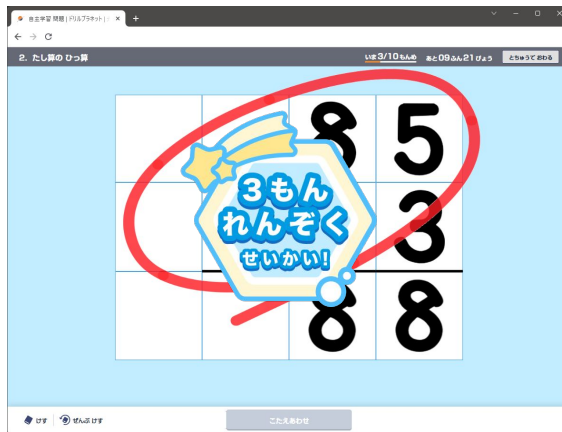 自主学習 問題 | ドリルプラネット |
2. たし算の ひっ算
いま3/10もんめ あと09ふん21びょう とちゅうで おわる
8 5
3もん
れんぞく
せいかい!
3
8 8
けす ぜんぶ けす こたえあわせ